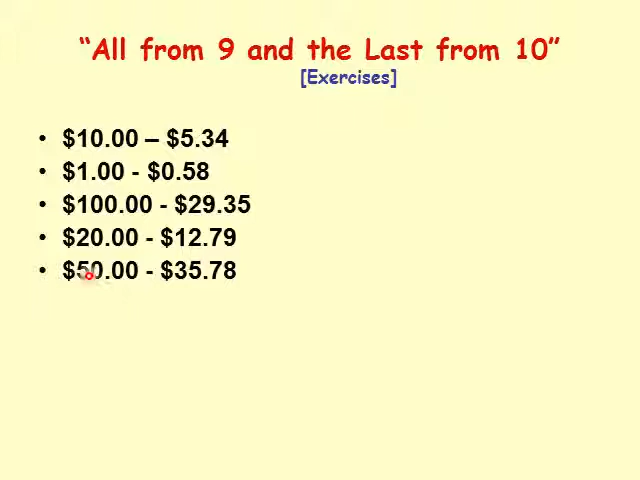 “All from 9 and the Last from 10”
[Exercises]
• $10.00 – $5.34
• $1.00 - $0.58
• $100.00 - $29.35
• $20.00 - $12.79
• $50.00 - $35.78